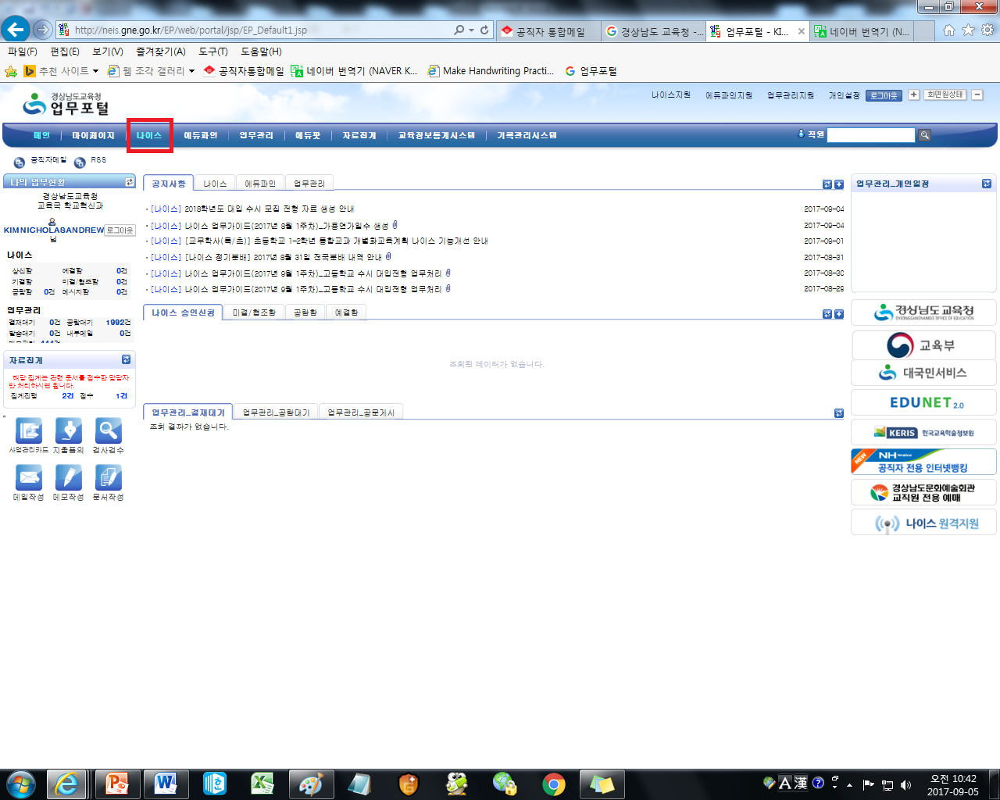 http://neis.gne.go.kr/EP/web/portal/jsp/EP_Default1.jsp
공직자 통합메일
경상남도 교육청 -...
업무포털 - KI...
네이버 번역기 (N...
파일(F) 편집(E) 보기(V) 즐겨찾기(A) 도구(T) 도움말(H)
추천 사이트 웹 조각 갤러리 공직자통합메일 네이버 번역기 (NAVER K... Make Handwriting Practi... 업무포털
경상남도교육청
업무포털
나이스지원 에듀파인지원 업무관리지원 개인설정 로그아웃 + 화면원상태 -
메인 마이페이지 나이스 에듀파인 업무관리 에듀팟 자료집계 교육정보통계시스템 기록관리시스템 직원
공직자메일 RSS
나의 업무현황
경상남도교육청
교육국 학교혁신과
KIMNICHOLASANDREW 로그아웃
님
나이스
상신함 예결함 0건
기결함 미결/협조함 0건
공람함 0건 메시지함 0건
업무관리
결재대기 0건 공람대기 1992건
발송대기 0건 내부메일 0건
자료집계
해당 집계는 관련 문서를 접수한 담당자
만 처리하시면 됩니다.
집계진행 2건 접수 1건
사업관리카드 지출품의 검사검수
메일작성 메모작성 문서작성
공지사항 나이스 에듀파인 업무관리
[나이스] 2018학년도 대입 수시 모집 전형 자료 생성 안내 2017-09-04
[나이스] 나이스 업무가이드(2017년 8월 1주차)_가용연가일수 생성 2017-09-04
[나이스] [교무학사(특/초)] 초등학교 1-2학년 통합교과 개별화교육계획 나이스 기능개선 안내 2017-09-01
[나이스] [나이스 정기분배] 2017년 8월 31일 전국분배 내역 안내 2017-08-31
[나이스] 나이스 업무가이드(2017년 9월 1주차)_고등학교 수시 대입전형 업무처리 2017-08-30
[나이스] 나이스 업무가이드(2017년 9월 1주차)_고등학교 수시 대입전형 업무처리 2017-08-29
나이스 승인신청 미결/협조함 공람함 예결함
조회된 데이터가 없습니다.
업무관리_결재대기 업무관리_공람대기 업무관리_공문게시
조회 결과가 없습니다.
업무관리_개인일정
경상남도교육청
GYEONGSANGNAMDO OFFICE OF EDUCATION
교육부
대국민서비스
EDUNET 2.0
KERIS 한국교육학술정보원
NEW NH
공직자 전용 인터넷뱅킹
경상남도문화예술회관
교직원 전용 예매
나이스 원격지원
A 漢
오전 10:42
2017-09-05